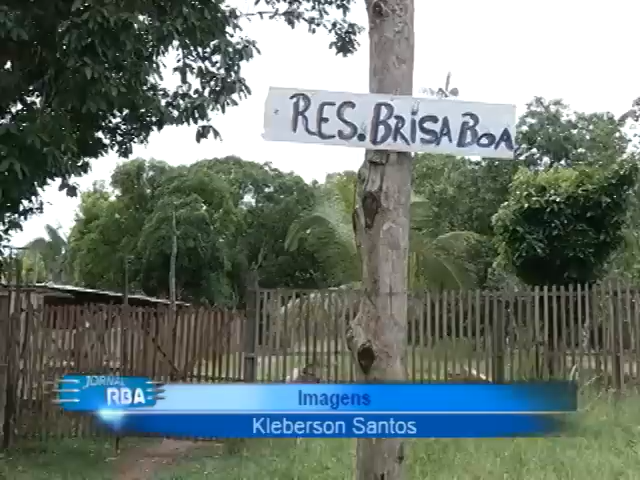 RES. BRISA BOA
JORNAL
RBA
Imagens
Kleberson Santos